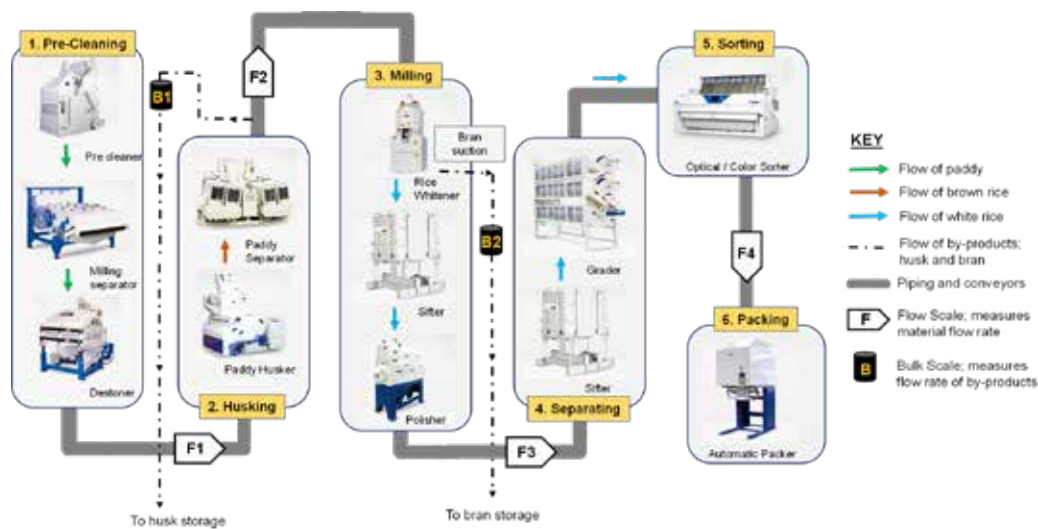 1. Pre-Cleaning
Pre cleaner
Milling
separator
Destoner
F1
2. Husking
Paddy Husker
Paddy
Separator
B1
To husk storage
F2
3. Milling
Bran
suction
Rice
Whitener
Sifter
Polisher
B2
To bran storage
F3
4. Separating
Sifter
Grader
5. Sorting
Optical / Color Sorter
F4
6. Packing
Automatic Packer
KEY
Flow of paddy
Flow of brown rice
Flow of white rice
Flow of by-products;
husk and bran
Piping and conveyors
F
Flow Scale; measures
material flow rate
B
Bulk Scale; measures
flow rate of by-products